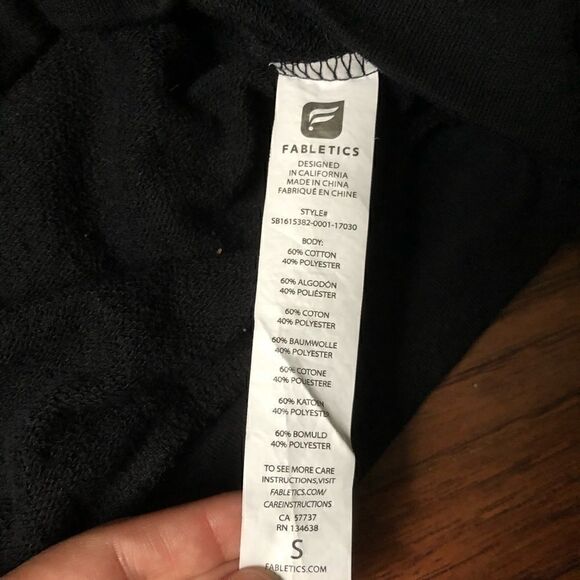 FABLETICS
DESIGNED
IN CALIFORNIA
MADE IN CHINA
FABRIQUÉ EN CHINE
STYLE#
SB1615382-0001-17030
BODY:
60% COTTON
40% POLYESTER
60% ALGODÓN
40% POLIÉSTER
60% COTON
40% POLYESTER
60% BAUMWOLLE
40% POLYESTER
60% COTONE
40% POLIESTERE
60% KATOEN
40% POLYESTER
60% BOMULD
40% POLYESTER
TO SEE MORE CARE
INSTRUCTIONS,VISIT
FABLETICS.COM/
CAREINSTRUCTIONS
CA 57737
RN 134638
S
FABLETICS.COM